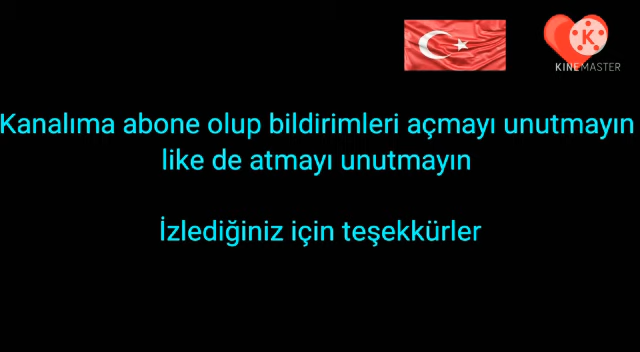 KINEMASTER
Kanalıma abone olup bildirimleri açmayı unutmayın
like de atmayı unutmayın
İzlediğiniz için teşekkürler